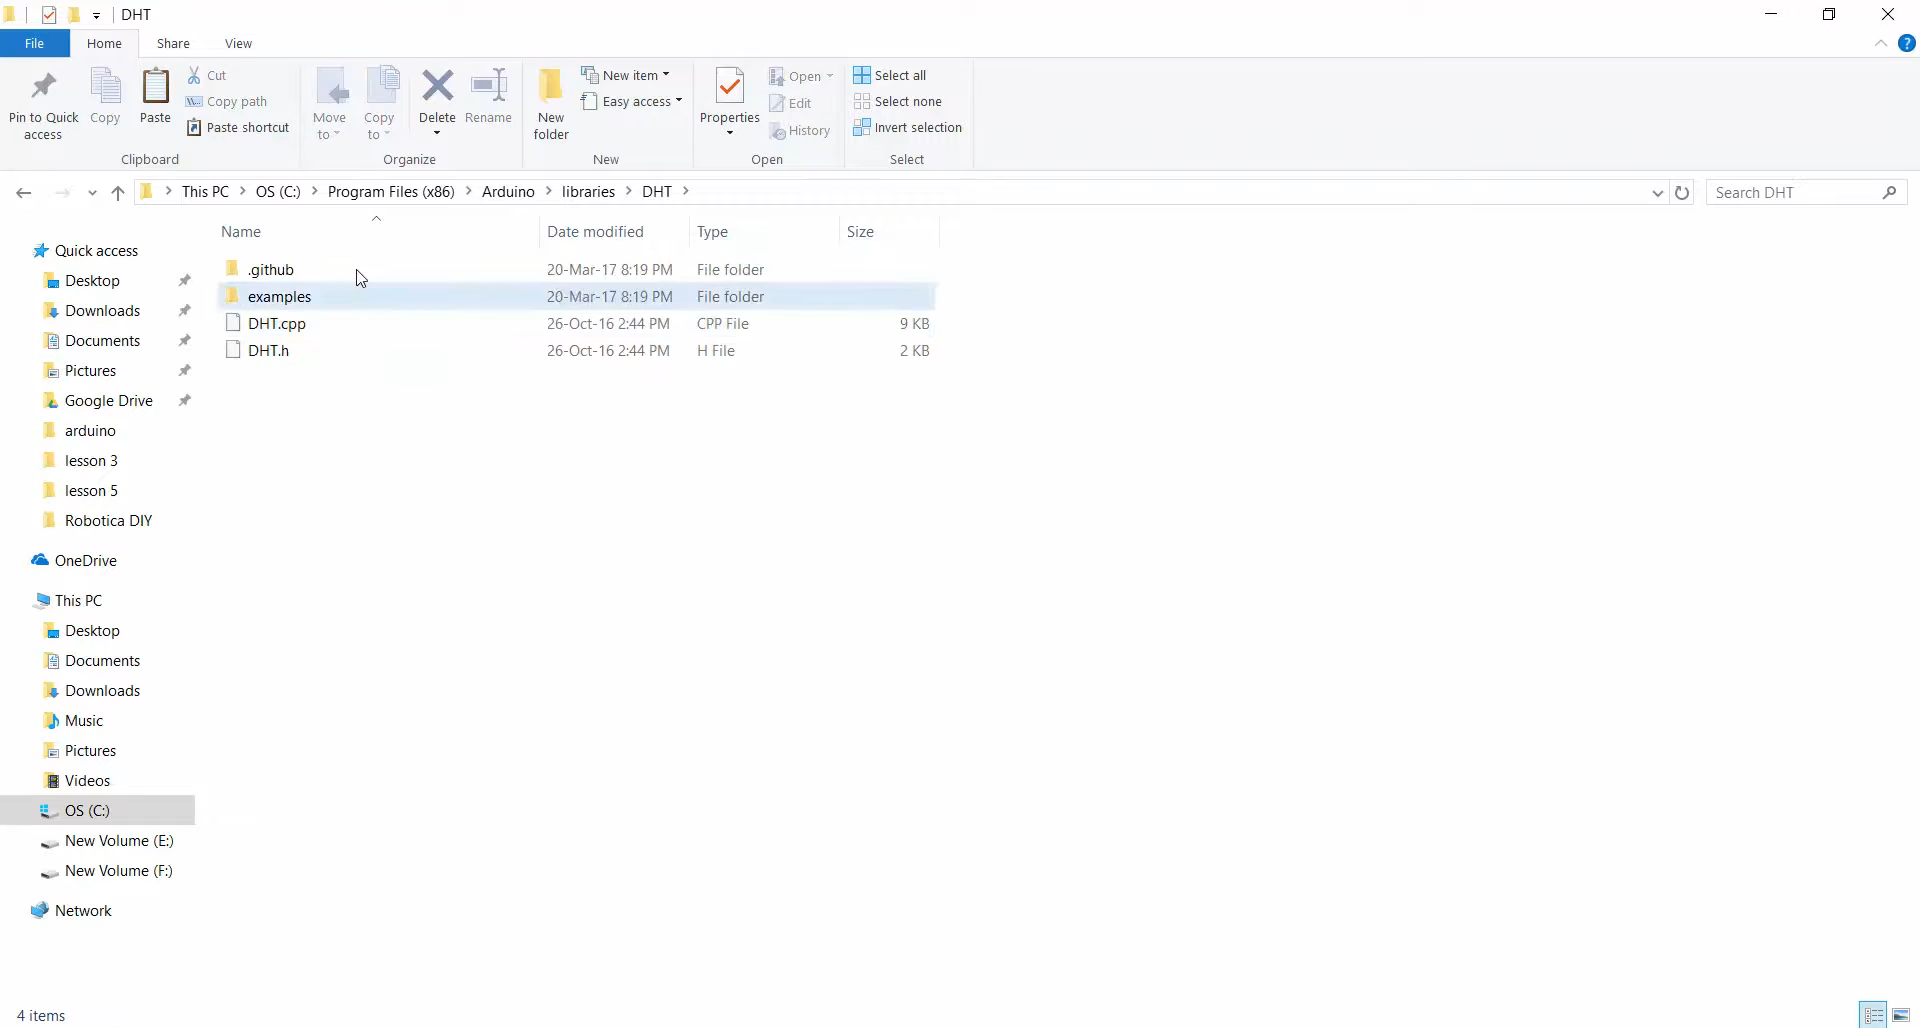 DHT
File Home Share View
Pin to Quick access
Copy
Paste
Cut
Copy path
Paste shortcut
Clipboard
Move to
Copy to
Delete
Rename
Organize
New folder
New item
Easy access
New
Properties
Open
Edit
History
Open
Select all
Select none
Invert selection
Select
This PC > OS (C:) > Program Files (x86) > Arduino > libraries > DHT >
Search DHT
Name Date modified Type Size
.github 20-Mar-17 8:19 PM File folder
examples 20-Mar-17 8:19 PM File folder
DHT.cpp 26-Oct-16 2:44 PM CPP File 9 KB
DHT.h 26-Oct-16 2:44 PM H File 2 KB
Quick access
Desktop
Downloads
Documents
Pictures
Google Drive
arduino
lesson 3
lesson 5
Robotica DIY
OneDrive
This PC
Desktop
Documents
Downloads
Music
Pictures
Videos
OS (C:)
New Volume (E:)
New Volume (F:)
Network
4 items